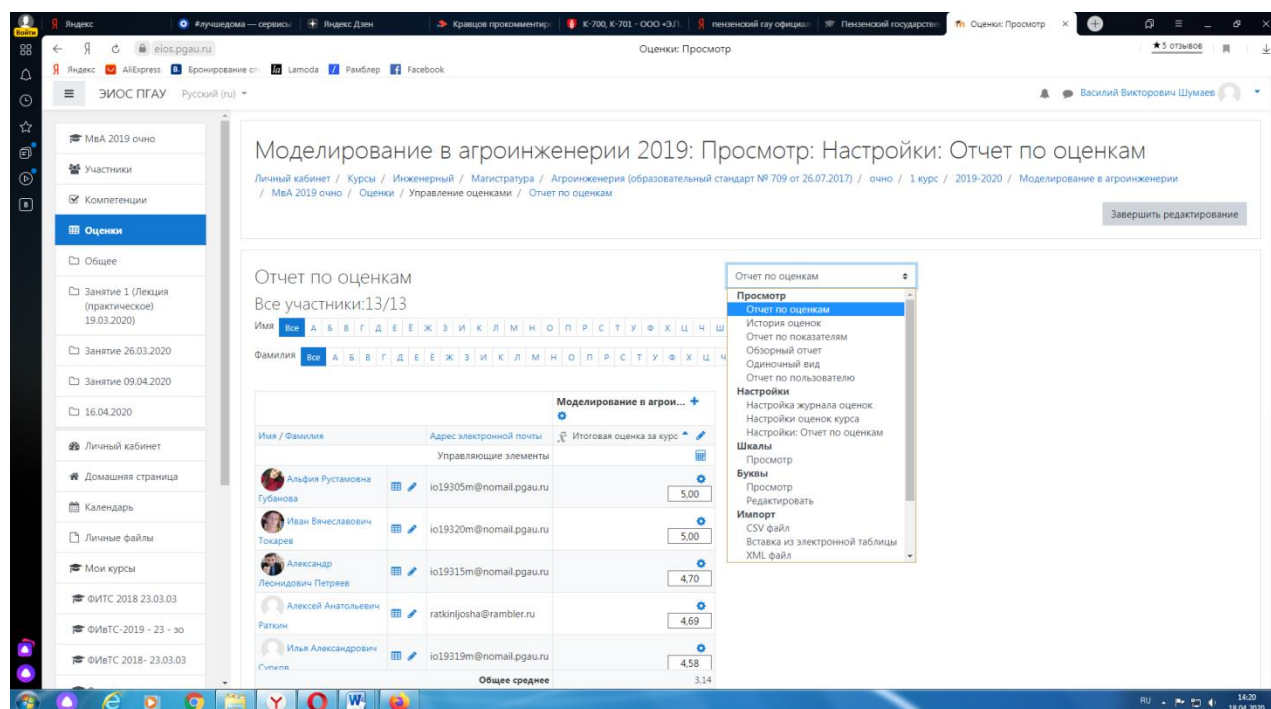 Войти
Яндекс
#лучшедома — сервисы
Яндекс Дзен
Кравцов прокомментир
К-700, К-701 - ООО «Э.Г
пензенский гау официал
Пензенский государстве
Оценки: Просмотр
eios.pgau.ru
Оценки: Просмотр
5 отзывов
Яндекс AliExpress Бронирование от Lamoda Рамблер Facebook
ЭИОС ПГАУ Русский (ru)
Василий Викторович Шумаев
МвА 2019 очно
Участники
Компетенции
Оценки
Общее
Занятие 1 (Лекция
(практическое)
19.03.2020)
Занятие 26.03.2020
Занятие 09.04.2020
16.04.2020
Личный кабинет
Домашняя страница
Календарь
Личные файлы
Мои курсы
ФИТС 2018 23.03.03
ФИвТС-2019 - 23 - зо
ФИвТС 2018- 23.03.03
Моделирование в агроинженерии 2019: Просмотр: Настройки: Отчет по оценкам
Личный кабинет / Курсы / Инженерный / Магистратура / Агроинженерия (образовательный стандарт № 709 от 26.07.2017) / очно / 1 курс / 2019-2020 / Моделирование в агроинженерии
/ МвА 2019 очно / Оценки / Управление оценками / Отчет по оценкам
Завершить редактирование
Отчет по оценкам
Все участники:13/13
Имя Все А Б В Г Д Е Ё Ж З И К Л М Н О П Р С Т У Ф Х Ц Ч Ш
Фамилия Все А Б В Г Д Е Ё Ж З И К Л М Н О П Р С Т У Ф Х Ц Ч
Отчет по оценкам
Просмотр
Отчет по оценкам
История оценок
Отчет по показателям
Обзорный отчет
Одиночный вид
Отчет по пользователю
Настройки
Настройка журнала оценок
Настройки оценок курса
Настройки: Отчет по оценкам
Шкалы
Просмотр
Буквы
Просмотр
Редактировать
Импорт
CSV файл
Вставка из электронной таблицы
XML файл
Моделирование в агрои...
Имя / Фамилия Адрес электронной почты Итоговая оценка за курс
Управляющие элементы
Альфия Рустамовна
Губанова
io19305m@nomail.pgau.ru
5,00
Иван Вячеславович
Токарев
io19320m@nomail.pgau.ru
5,00
Александр
Леонидович Петряев
io19315m@nomail.pgau.ru
4,70
Алексей Анатольевич
Раткин
ratkinljosha@rambler.ru
4,69
Илья Александрович
Сурков
io19319m@nomail.pgau.ru
4,58
Общее среднее 3,14
RU
14:20
18.04.2020